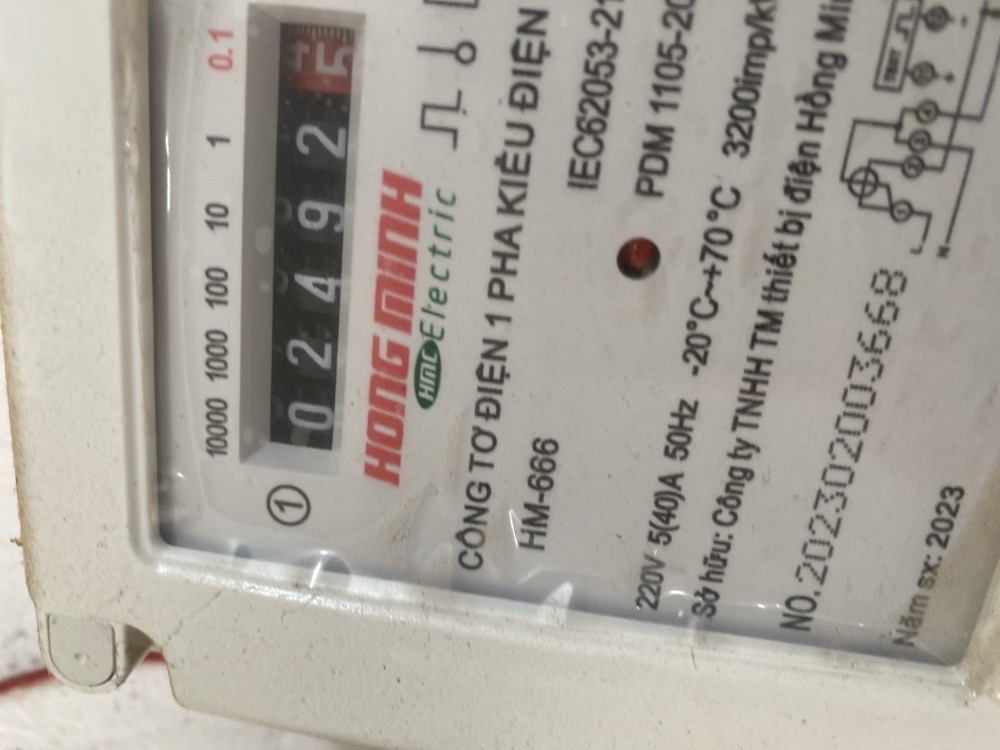 10000 1000 100 10 1 0.1
① 0 2 4 9 2 5
HONG MINH
HMC Electric
CÔNG TƠ ĐIỆN 1 PHA KIỂU ĐIỆN
HM-666 IEC62053-21
PDM 1105-20
220V 5(40)A 50Hz -20°C~+70°C 3200imp/k
Sở hữu: Công ty TNHH TM thiết bị điện Hồng Mi
NO.202302003668
Năm sx: 2023
L
N